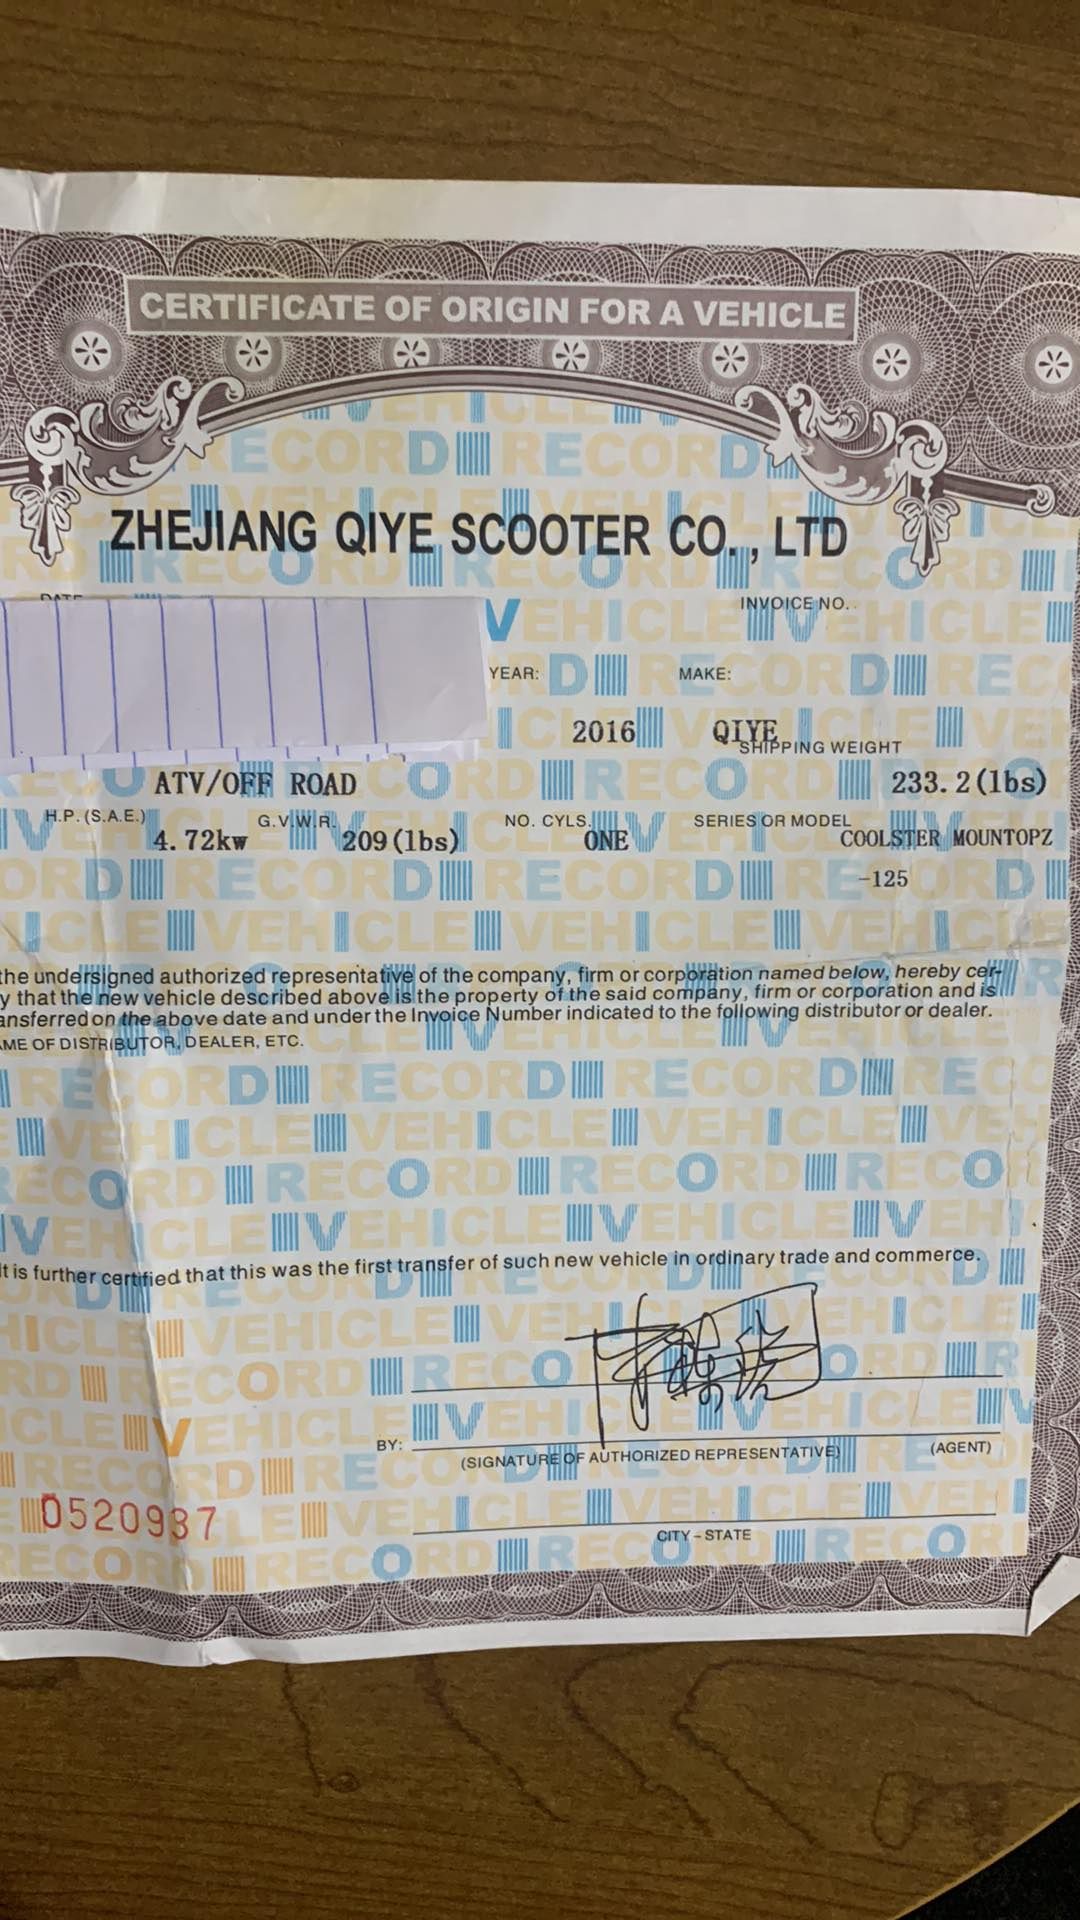 CERTIFICATE OF ORIGIN FOR A VEHICLE
ZHEJIANG QIYE SCOOTER CO., LTD
DATE
INVOICE NO.
YEAR:
MAKE:
2016
QIYE
SHIPPING WEIGHT
ATV/OFF ROAD
233.2(lbs)
H.P. (S.A.E.)
G.V.W.R.
NO. CYLS.
SERIES OR MODEL
4.72kw
209(lbs)
ONE
COOLSTER MOUNTOPZ
-125
the undersigned authorized representative of the company, firm or corporation named below, hereby cer-
y that the new vehicle described above is the property of the said company, firm or corporation and is
ansferred on the above date and under the Invoice Number indicated to the following distributor or dealer.
AME OF DISTRIBUTOR, DEALER, ETC.
It is further certified that this was the first transfer of such new vehicle in ordinary trade and commerce.
BY:
(SIGNATURE OF AUTHORIZED REPRESENTATIVE)
(AGENT)
0520937
CITY – STATE